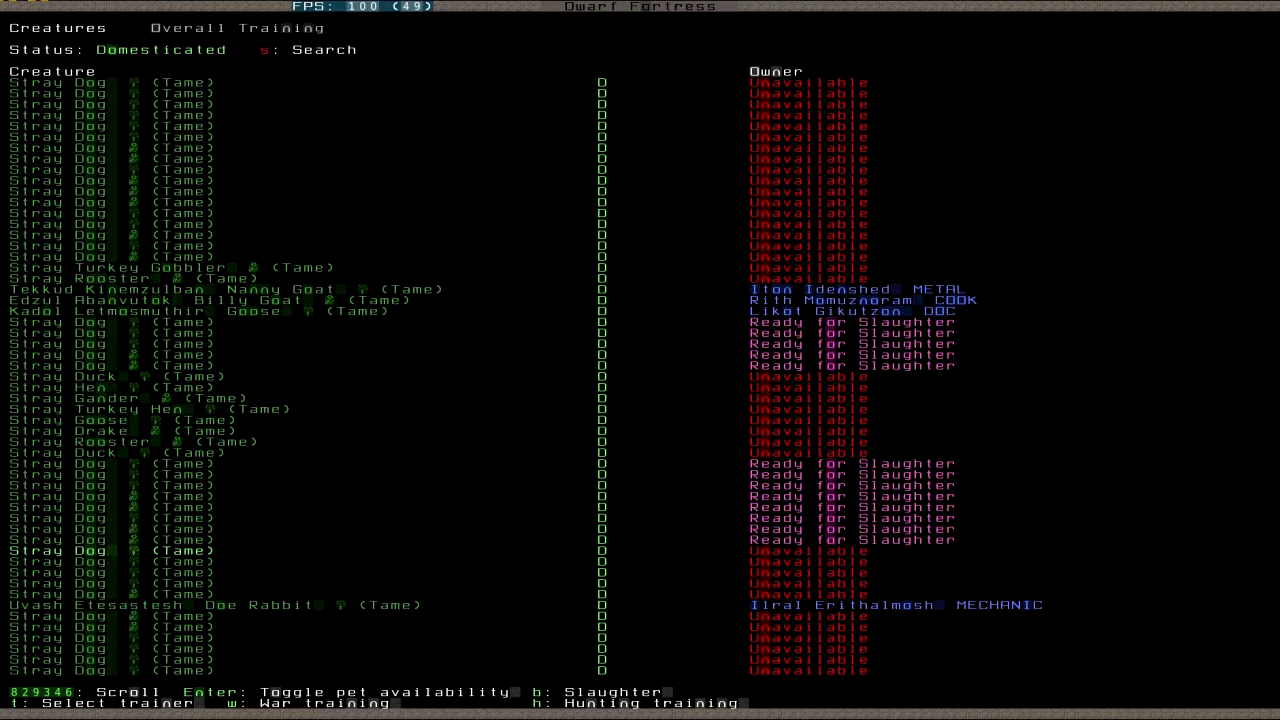 FPS: 100 (49) Dwarf Fortress
Creatures Overall Training
Status: Domesticated s: Search
Creature Owner
Stray Dog ♀ (Tame) D Unavailable
Stray Dog ♀ (Tame) D Unavailable
Stray Dog ♀ (Tame) D Unavailable
Stray Dog ♀ (Tame) D Unavailable
Stray Dog ♀ (Tame) D Unavailable
Stray Dog ♀ (Tame) D Unavailable
Stray Dog ♂ (Tame) D Unavailable
Stray Dog ♂ (Tame) D Unavailable
Stray Dog ♀ (Tame) D Unavailable
Stray Dog ♂ (Tame) D Unavailable
Stray Dog ♂ (Tame) D Unavailable
Stray Dog ♂ (Tame) D Unavailable
Stray Dog ♀ (Tame) D Unavailable
Stray Dog ♀ (Tame) D Unavailable
Stray Dog ♂ (Tame) D Unavailable
Stray Dog ♀ (Tame) D Unavailable
Stray Dog ♂ (Tame) D Unavailable
Stray Turkey Gobbler ♂ (Tame) D Unavailable
Stray Rooster ♂ (Tame) D Unavailable
Tekkud Kinemzulban Nanny Goat ♀ (Tame) D Iton Idenshed METAL
Edzul Abanvutok Billy Goat ♂ (Tame) D Rith Momuznoram COOK
Kadol Letmosmuthir Goose ♀ (Tame) D Likot Gikutzon DOC
Stray Dog ♀ (Tame) D Ready for Slaughter
Stray Dog ♀ (Tame) D Ready for Slaughter
Stray Dog ♂ (Tame) D Ready for Slaughter
Stray Dog ♂ (Tame) D Ready for Slaughter
Stray Dog ♂ (Tame) D Ready for Slaughter
Stray Duck ♀ (Tame) D Unavailable
Stray Hen ♀ (Tame) D Unavailable
Stray Gander ♂ (Tame) D Unavailable
Stray Turkey Hen ♀ (Tame) D Unavailable
Stray Goose ♀ (Tame) D Unavailable
Stray Drake ♂ (Tame) D Unavailable
Stray Rooster ♂ (Tame) D Unavailable
Stray Duck ♀ (Tame) D Unavailable
Stray Dog ♀ (Tame) D Ready for Slaughter
Stray Dog ♀ (Tame) D Ready for Slaughter
Stray Dog ♀ (Tame) D Ready for Slaughter
Stray Dog ♂ (Tame) D Ready for Slaughter
Stray Dog ♂ (Tame) D Ready for Slaughter
Stray Dog ♀ (Tame) D Ready for Slaughter
Stray Dog ♂ (Tame) D Ready for Slaughter
Stray Dog ♂ (Tame) D Ready for Slaughter
Stray Dog ♀ (Tame) D Unavailable
Stray Dog ♀ (Tame) D Unavailable
Stray Dog ♀ (Tame) D Unavailable
Stray Dog ♂ (Tame) D Unavailable
Stray Dog ♂ (Tame) D Unavailable
Uvash Etesastesh Doe Rabbit ♀ (Tame) D Ilral Erithalmosh MECHANIC
Stray Dog ♂ (Tame) D Unavailable
Stray Dog ♂ (Tame) D Unavailable
Stray Dog ♀ (Tame) D Unavailable
Stray Dog ♂ (Tame) D Unavailable
Stray Dog ♀ (Tame) D Unavailable
Stray Dog ♀ (Tame) D Unavailable
829346: Scroll Enter: Toggle pet availability b: Slaughter
t: Select trainer w: War training h: Hunting training